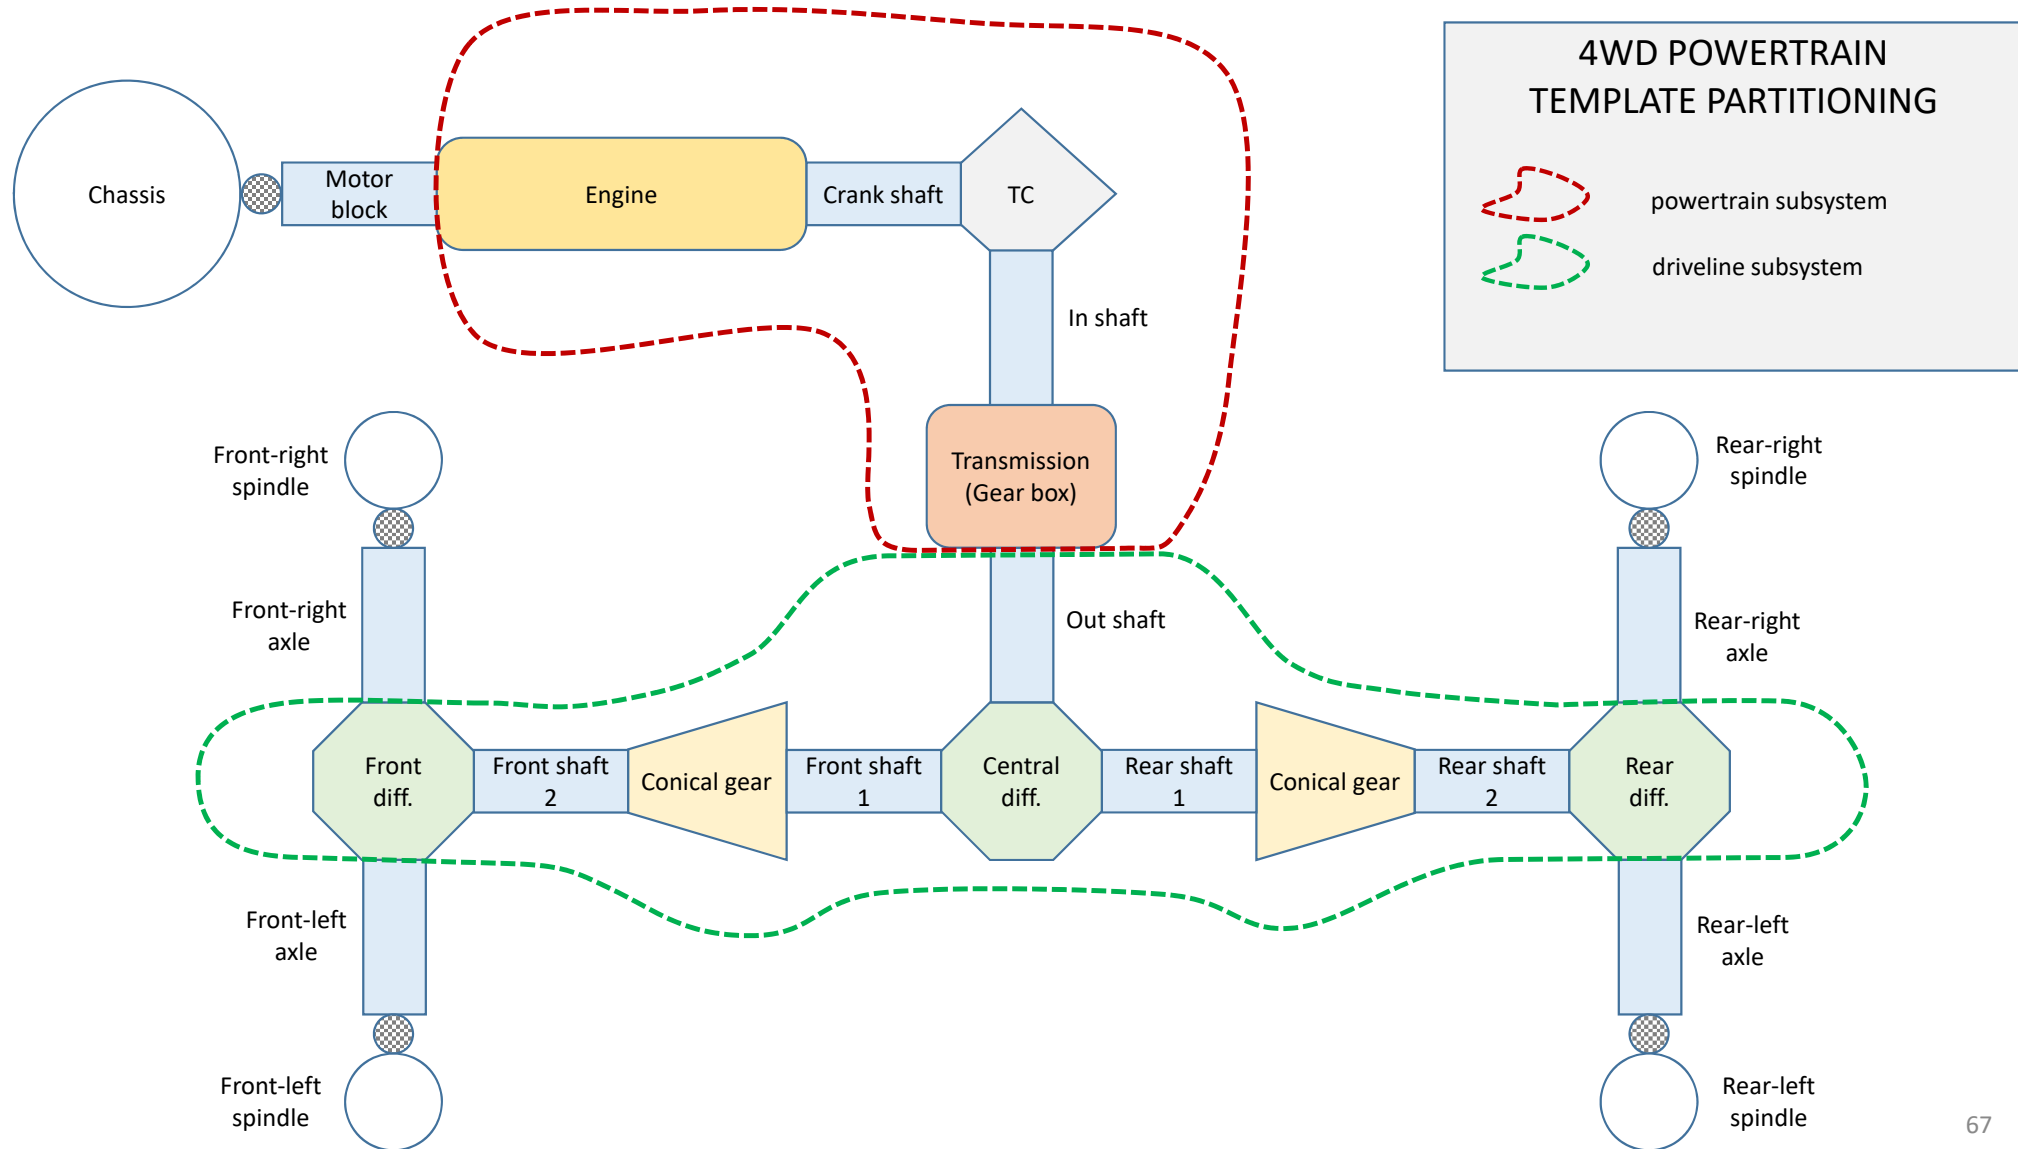 4WD POWERTRAIN
TEMPLATE PARTITIONING
powertrain subsystem
driveline subsystem
Chassis
Motor
block
Engine
Crank shaft
TC
In shaft
Transmission
(Gear box)
Front-right
spindle
Rear-right
spindle
Front-right
axle
Out shaft
Rear-right
axle
Front
diff.
Front shaft
2
Conical gear
Front shaft
1
Central
diff.
Rear shaft
1
Conical gear
Rear shaft
2
Rear
diff.
Front-left
axle
Rear-left
axle
Front-left
spindle
Rear-left
spindle
67